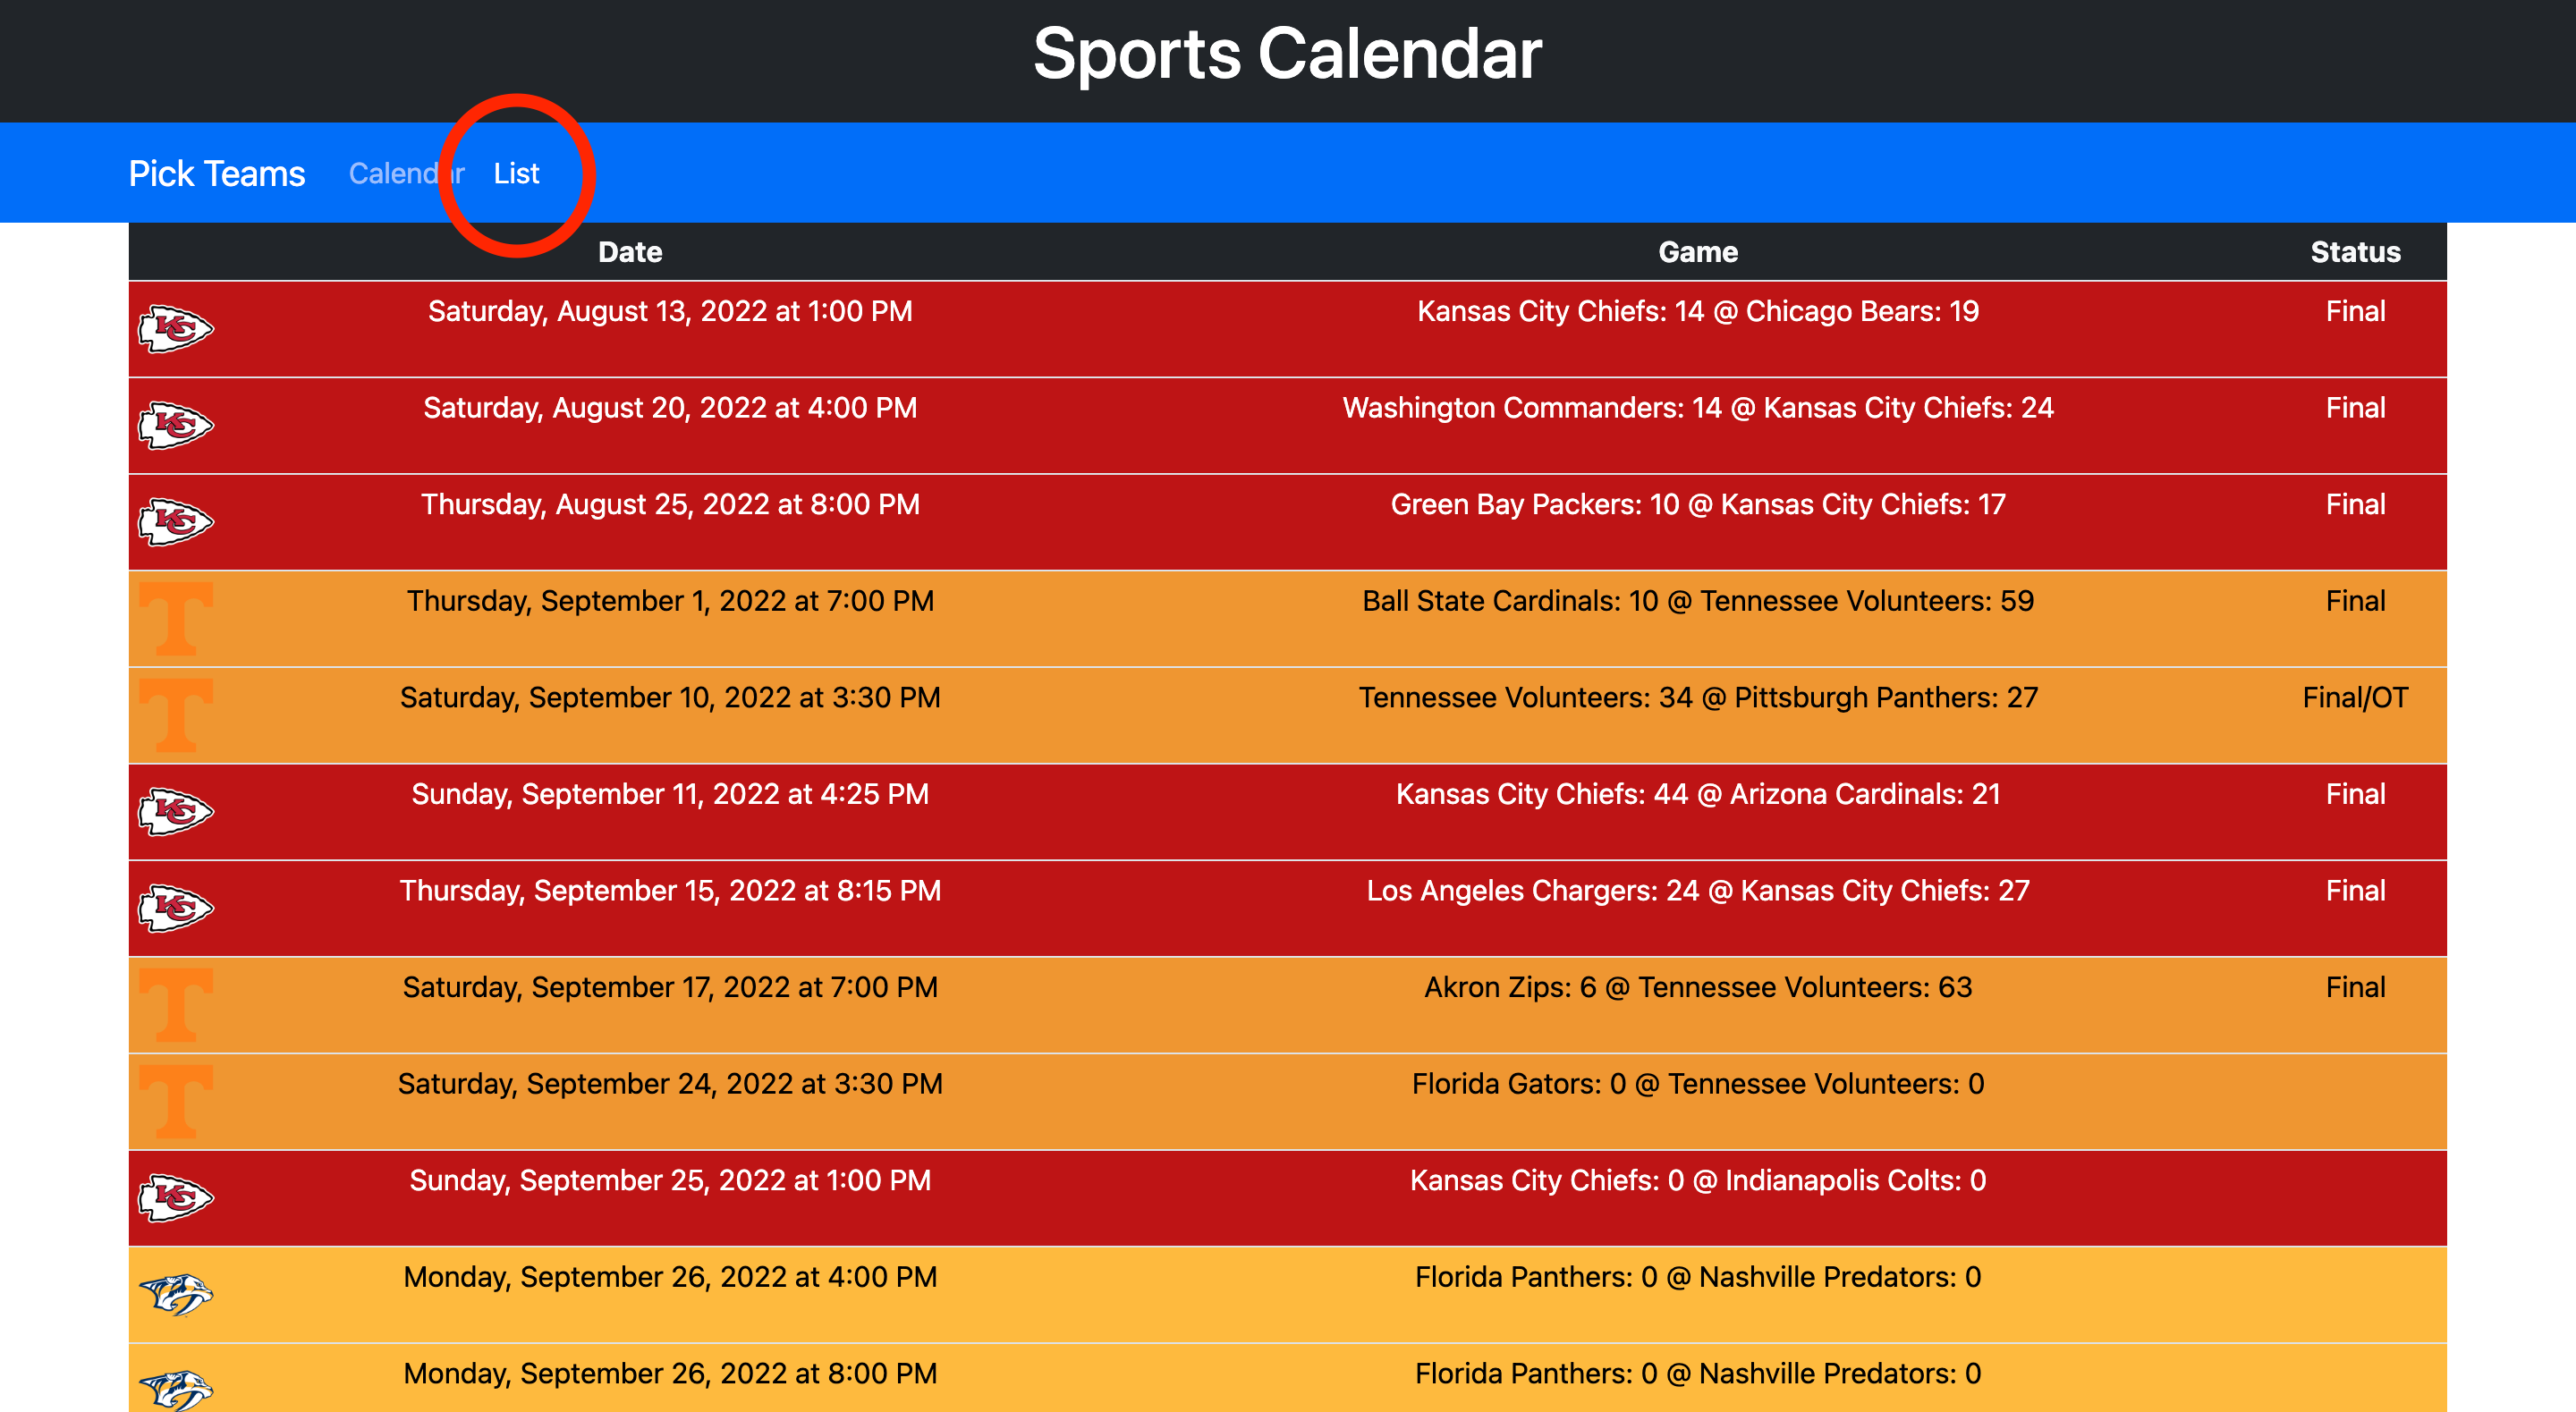 Sports Calendar
Pick Teams Calendar List
Date Game Status
KC Saturday, August 13, 2022 at 1:00 PM Kansas City Chiefs: 14 @ Chicago Bears: 19 Final
KC Saturday, August 20, 2022 at 4:00 PM Washington Commanders: 14 @ Kansas City Chiefs: 24 Final
KC Thursday, August 25, 2022 at 8:00 PM Green Bay Packers: 10 @ Kansas City Chiefs: 17 Final
T Thursday, September 1, 2022 at 7:00 PM Ball State Cardinals: 10 @ Tennessee Volunteers: 59 Final
T Saturday, September 10, 2022 at 3:30 PM Tennessee Volunteers: 34 @ Pittsburgh Panthers: 27 Final/OT
KC Sunday, September 11, 2022 at 4:25 PM Kansas City Chiefs: 44 @ Arizona Cardinals: 21 Final
KC Thursday, September 15, 2022 at 8:15 PM Los Angeles Chargers: 24 @ Kansas City Chiefs: 27 Final
T Saturday, September 17, 2022 at 7:00 PM Akron Zips: 6 @ Tennessee Volunteers: 63 Final
T Saturday, September 24, 2022 at 3:30 PM Florida Gators: 0 @ Tennessee Volunteers: 0
KC Sunday, September 25, 2022 at 1:00 PM Kansas City Chiefs: 0 @ Indianapolis Colts: 0
Monday, September 26, 2022 at 4:00 PM Florida Panthers: 0 @ Nashville Predators: 0
Monday, September 26, 2022 at 8:00 PM Florida Panthers: 0 @ Nashville Predators: 0